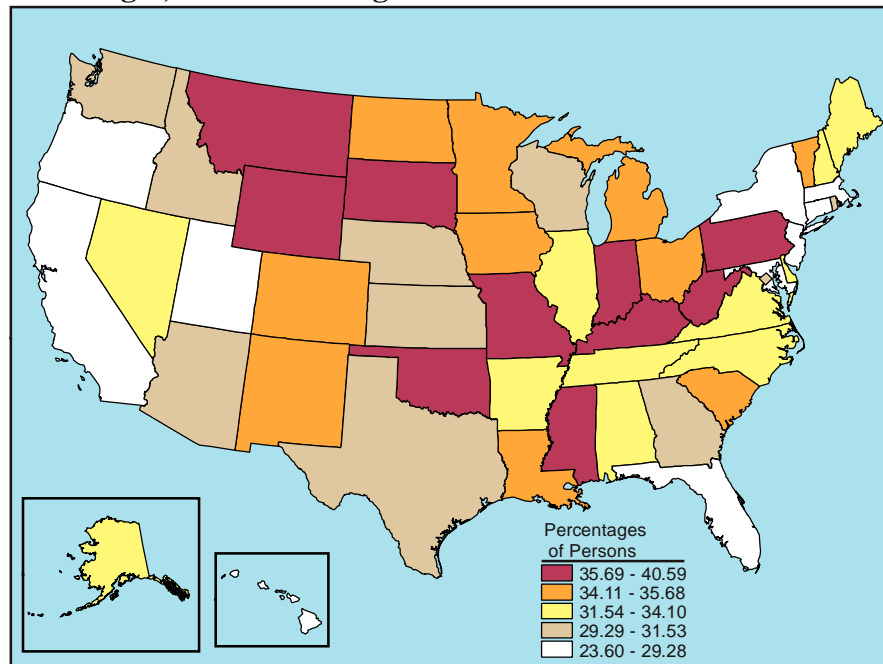 Percentages
of Persons
35.69 - 40.59
34.11 - 35.68
31.54 - 34.10
29.29 - 31.53
23.60 - 29.28